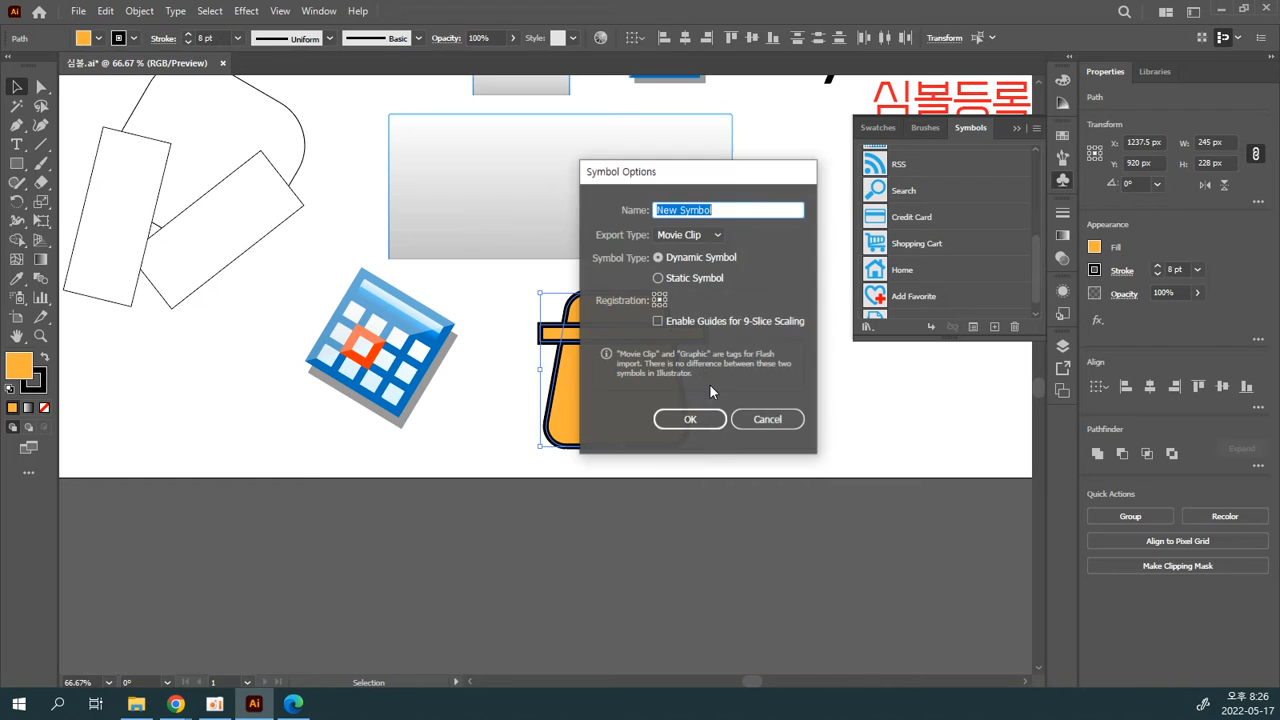 Ai File Edit Object Type Select Effect View Window Help
Path Stroke: 8 pt Uniform Basic Opacity: 100% Style: Transform
심볼.ai* @ 66.67 % (RGB/Preview) ×
심볼등록
Swatches Brushes Symbols
RSS
Search
Credit Card
Shopping Cart
Home
Add Favorite
Symbol Options
Name: New Symbol
Export Type: Movie Clip
Symbol Type: Dynamic Symbol
Static Symbol
Registration:
Enable Guides for 9-Slice Scaling
"Movie Clip" and "Graphic" are tags for Flash
import. There is no difference between these two
symbols in Illustrator.
OK Cancel
Properties Libraries
Path
Transform
X: 1237.5 px W: 245 px
Y: 920 px H: 228 px
0°
Appearance
Fill
Stroke 8 pt
Opacity 100%
fx.
Align
Pathfinder
Expand
Quick Actions
Group Recolor
Align to Pixel Grid
Make Clipping Mask
66.67% 0° 1 Selection
Ai
오후 8:26
2022-05-17